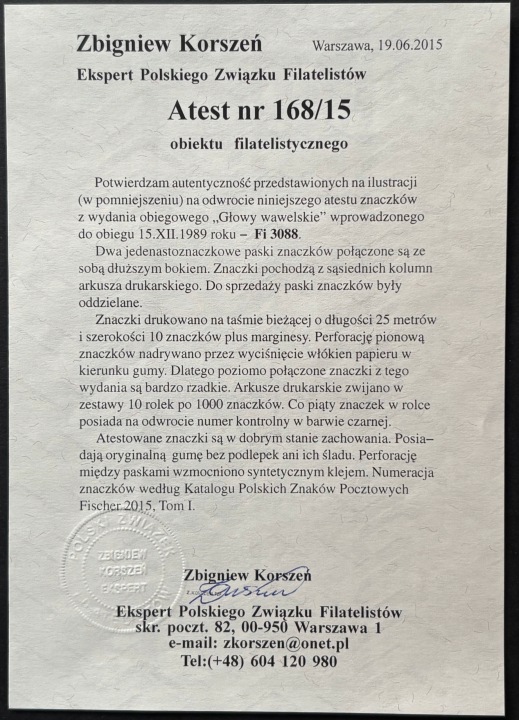 Zbigniew Korszeń Warszawa, 19.06.2015
Ekspert Polskiego Związku Filatelistów
Atest nr 168/15
obiektu filatelistycznego
Potwierdzam autentyczność przedstawionych na ilustracji
(w pomniejszeniu) na odwrocie niniejszego atestu znaczków
z wydania obiegowego „Głowy wawelskie” wprowadzonego
do obiegu 15.XII.1989 roku – Fi 3088.
Dwa jedenastoznaczkowe paski znaczków połączone są ze
sobą dłuższym bokiem. Znaczki pochodzą z sąsiednich kolumn
arkusza drukarskiego. Do sprzedaży paski znaczków były
oddzielane.
Znaczki drukowano na taśmie bieżącej o długości 25 metrów
i szerokości 10 znaczków plus marginesy. Perforację pionową
znaczków nadrywano przez wyciśnięcie włókien papieru w
kierunku gumy. Dlatego poziomo połączone znaczki z tego
wydania są bardzo rzadkie. Arkusze drukarskie zwijano w
zestawy 10 rolek po 1000 znaczków. Co piąty znaczek w rolce
posiada na odwrocie numer kontrolny w barwie czarnej.
Atestowane znaczki są w dobrym stanie zachowania. Posia–
dają oryginalną gumę bez podlepek ani ich śladu. Perforację
między paskami wzmocniono syntetycznym klejem. Numeracja
znaczków według Katalogu Polskich Znaków Pocztowych
Fischer 2015, Tom I.
POLSKI ZWIĄZEK
ZBIGNIEW
KORSZEŃ
EKSPERT
Zbigniew Korszeń
Ekspert Polskiego Związku Filatelistów
skr. poczt. 82, 00-950 Warszawa 1
e-mail: zkorszen@onet.pl
Tel:(+48) 604 120 980